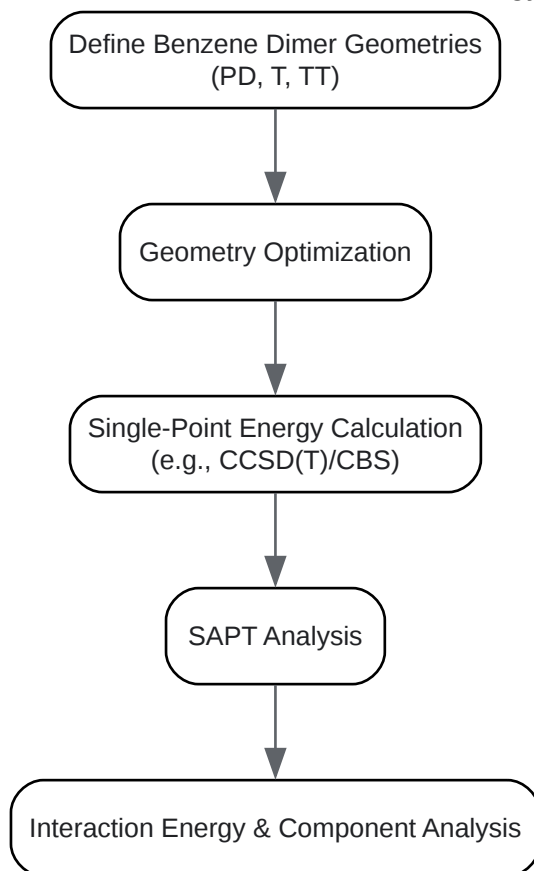 Define Benzene Dimer Geometries
(PD, T, TT)
Geometry Optimization
Single-Point Energy Calculation
(e.g., CCSD(T)/CBS)
SAPT Analysis
Interaction Energy & Component Analysis